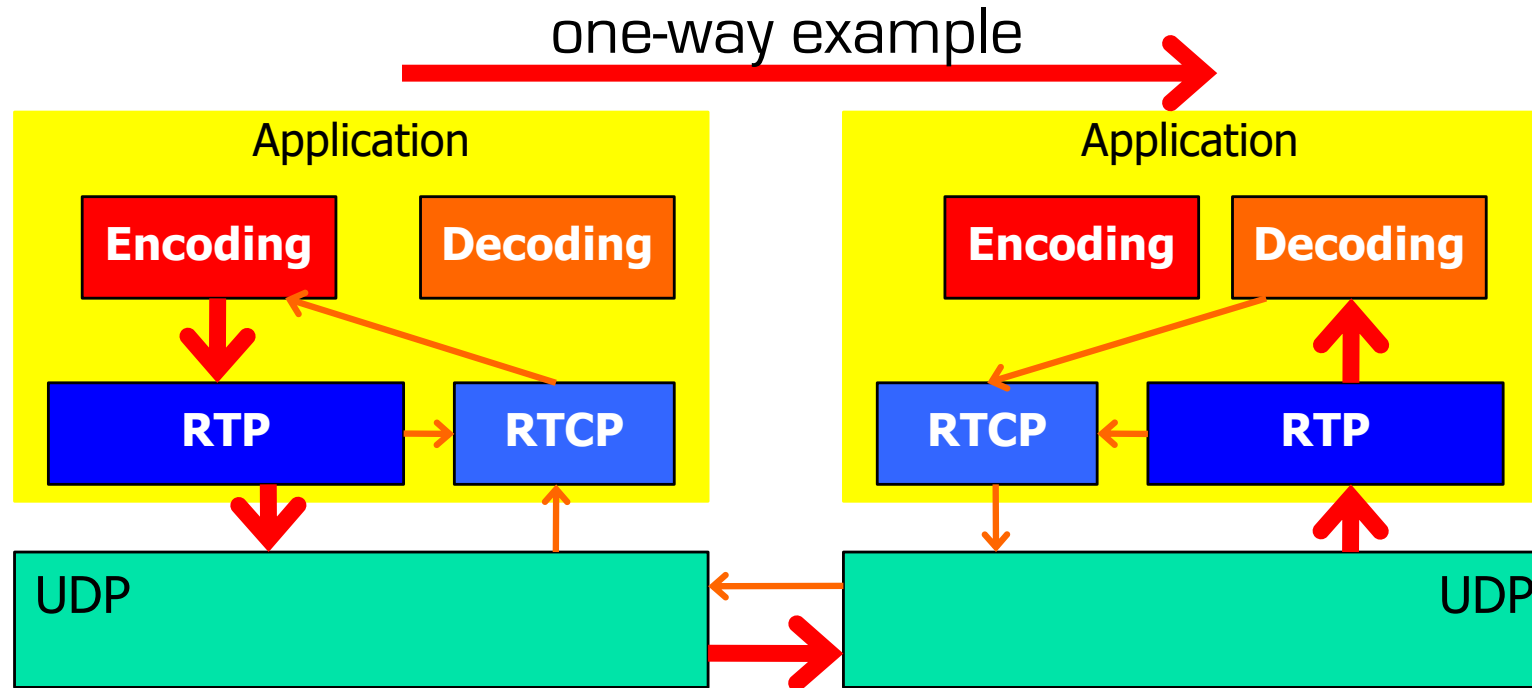 one-way example
Application
Encoding Decoding
RTP RTCP
UDP
Application
Encoding Decoding
RTCP RTP
UDP